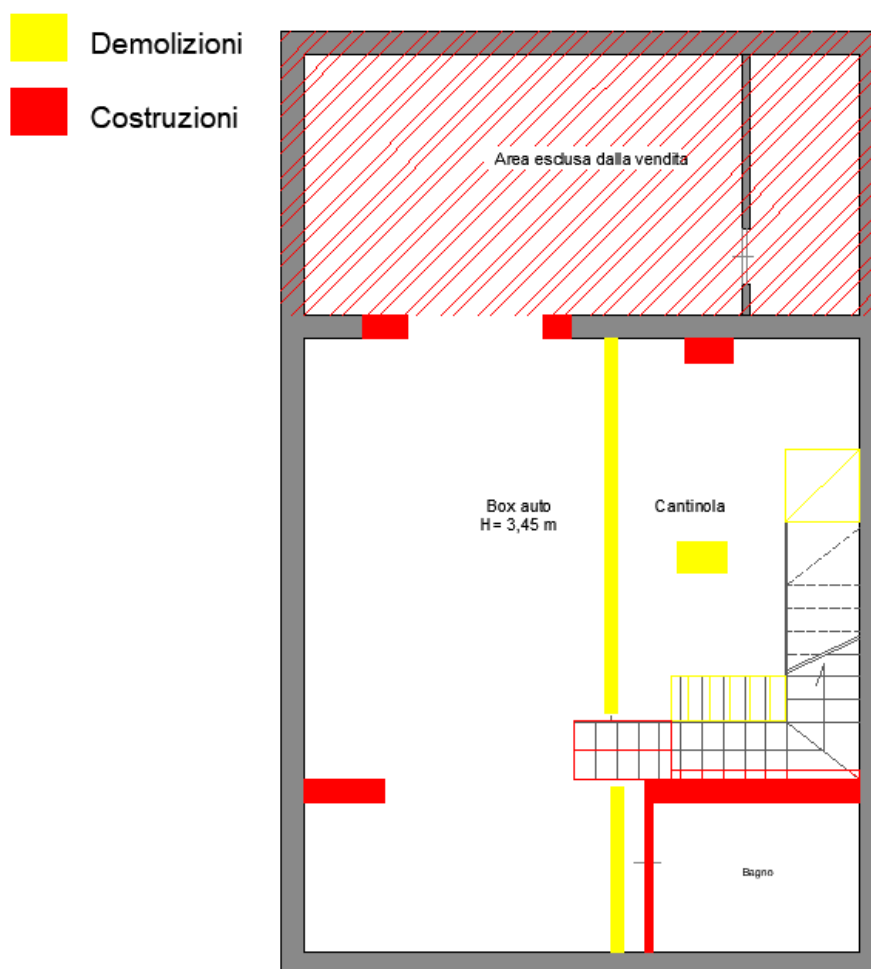 Demolizioni
Costruzioni
Area esclusa dalla vendita
Box auto
H= 3,45 m
Cantinola
Bagno